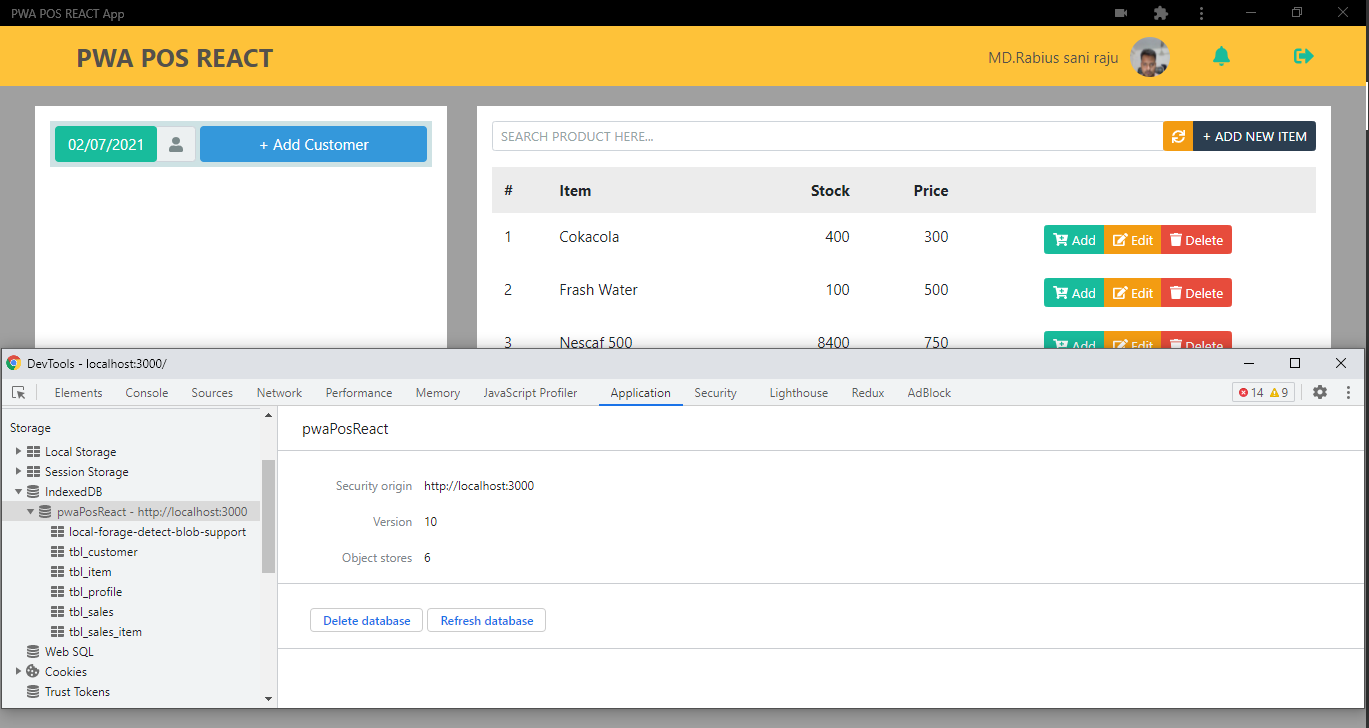 PWA POS REACT App
PWA POS REACT
MD.Rabius sani raju
02/07/2021
+ Add Customer
SEARCH PRODUCT HERE...
+ ADD NEW ITEM
# Item Stock Price
1 Cokacola 400 300 Add Edit Delete
2 Frash Water 100 500 Add Edit Delete
3 Nescaf 500 8400 750 Add Edit Delete
DevTools - localhost:3000/
Elements Console Sources Network Performance Memory JavaScript Profiler Application Security Lighthouse Redux AdBlock 14 9
Storage
Local Storage
Session Storage
IndexedDB
pwaPosReact - http://localhost:3000
local-forage-detect-blob-support
tbl_customer
tbl_item
tbl_profile
tbl_sales
tbl_sales_item
Web SQL
Cookies
Trust Tokens
pwaPosReact
Security origin http://localhost:3000
Version 10
Object stores 6
Delete database Refresh database